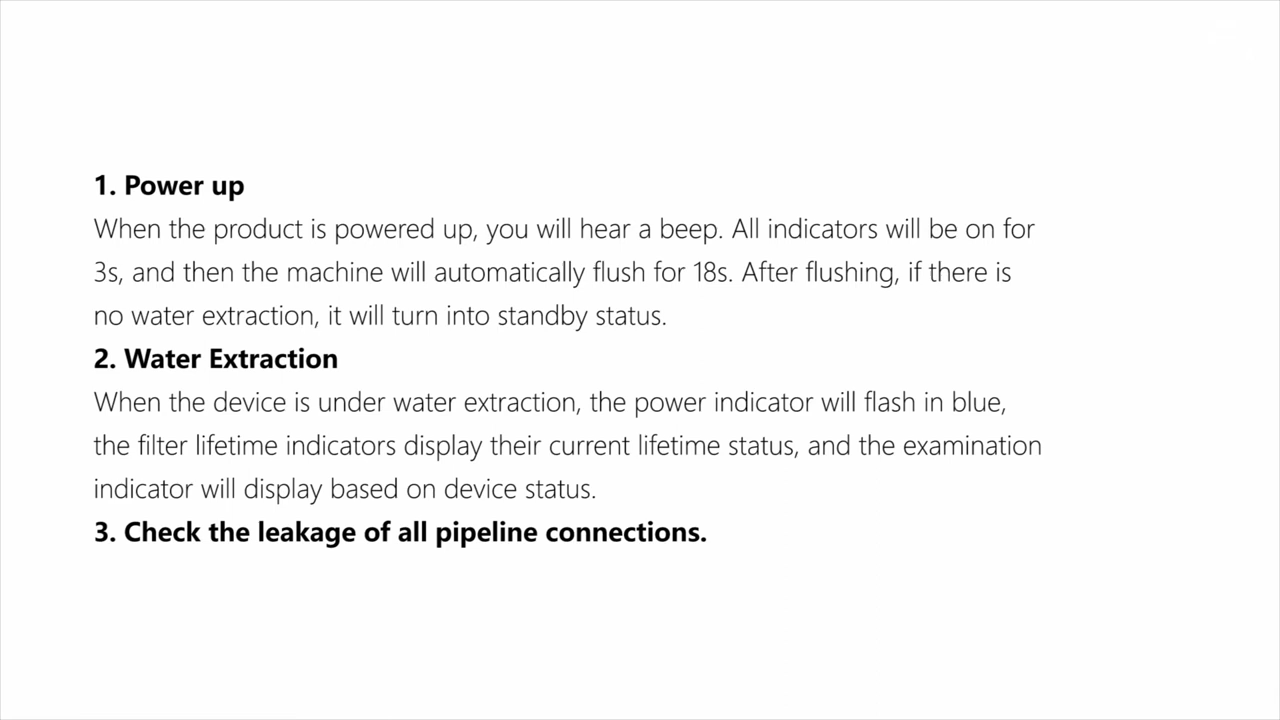 1. Power up
When the product is powered up, you will hear a beep. All indicators will be on for
3s, and then the machine will automatically flush for 18s. After flushing, if there is
no water extraction, it will turn into standby status.
2. Water Extraction
When the device is under water extraction, the power indicator will flash in blue,
the filter lifetime indicators display their current lifetime status, and the examination
indicator will display based on device status.
3. Check the leakage of all pipeline connections.